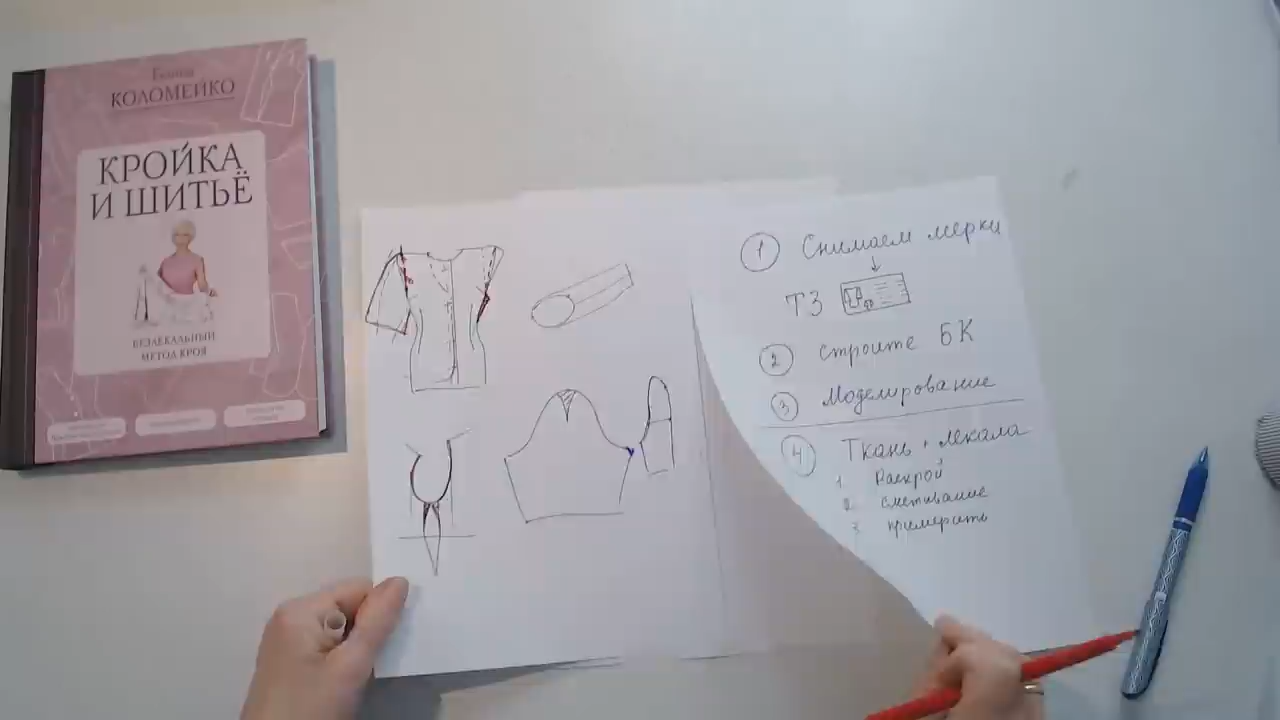 Галина
КОЛОМЕЙКО
КРОЙКА
И ШИТЬЁ
БЕЗЛЕКАЛЬНЫЙ
МЕТОД КРОЯ
1 Снимаем мерки
ТЗ
2 строите БК
3 Моделирование
4 Ткань + лекала
1. Раскрой
2. сметывание
3. примерить